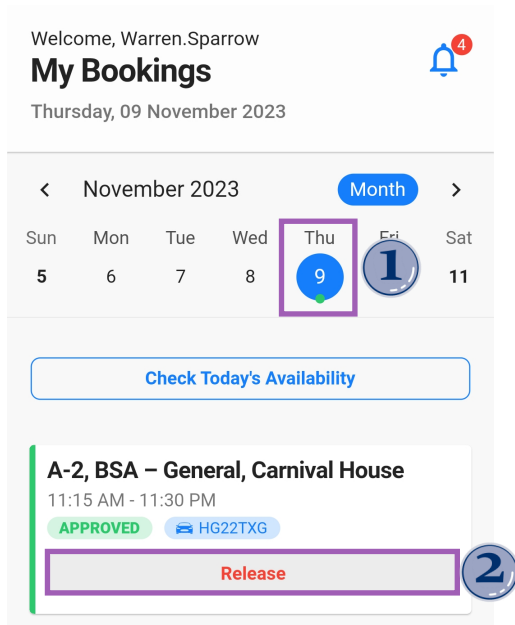 Welcome, Warren.Sparrow
4
My Bookings
Thursday, 09 November 2023
November 2023 Month
Sun Mon Tue Wed Thu Fri Sat
5 6 7 8 9 1 11
Check Today's Availability
A-2, BSA – General, Carnival House
11:15 AM - 11:30 PM
APPROVED HG22TXG
Release 2